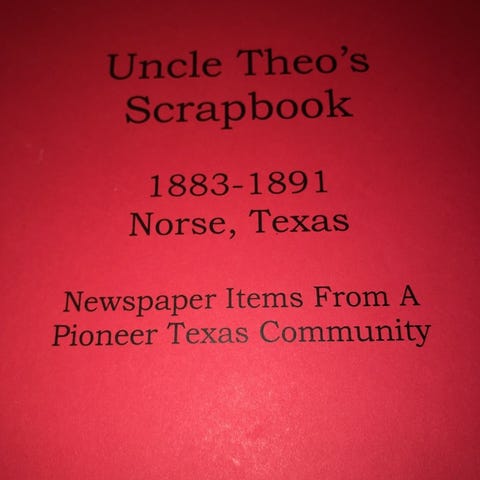 Uncle Theo's
Scrapbook
1883-1891
Norse, Texas
Newspaper Items From A
Pioneer Texas Community